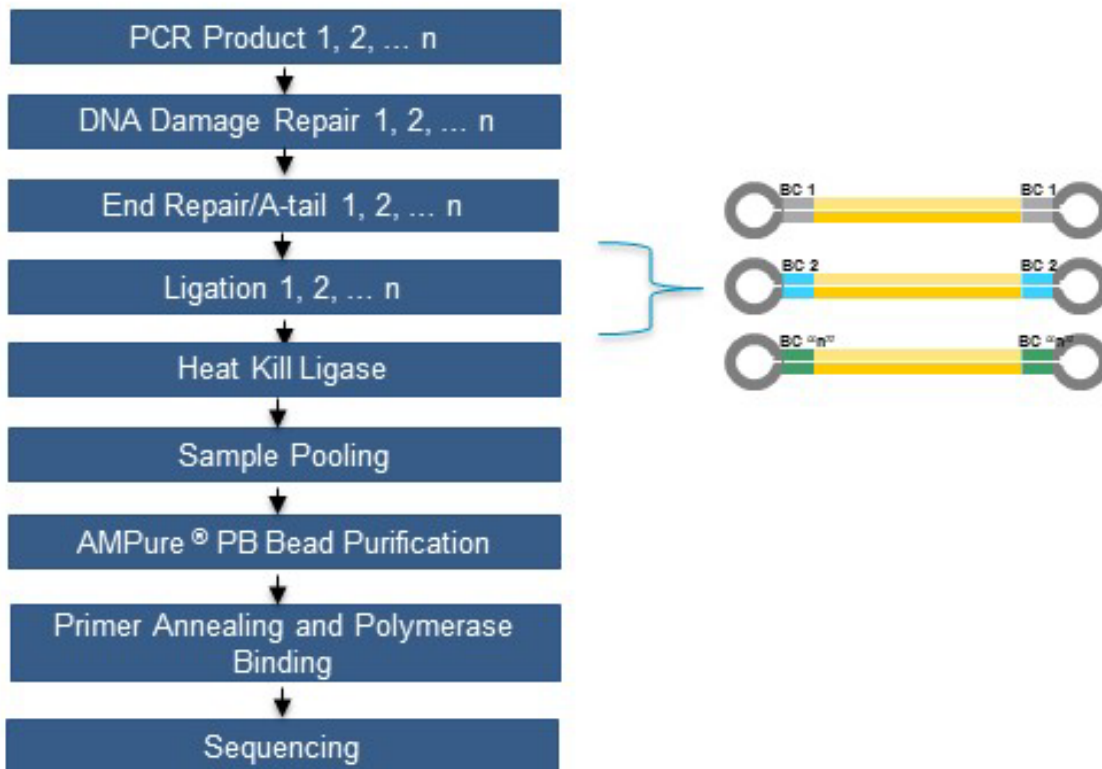 PCR Product 1, 2, ... n
DNA Damage Repair 1, 2, ... n
End Repair/A-tail 1, 2, ... n
Ligation 1, 2, ... n
Heat Kill Ligase
Sample Pooling
AMPure ® PB Bead Purification
Primer Annealing and Polymerase
Binding
Sequencing
BC 1 BC 1
BC 2 BC 2
BC “n” BC “n”